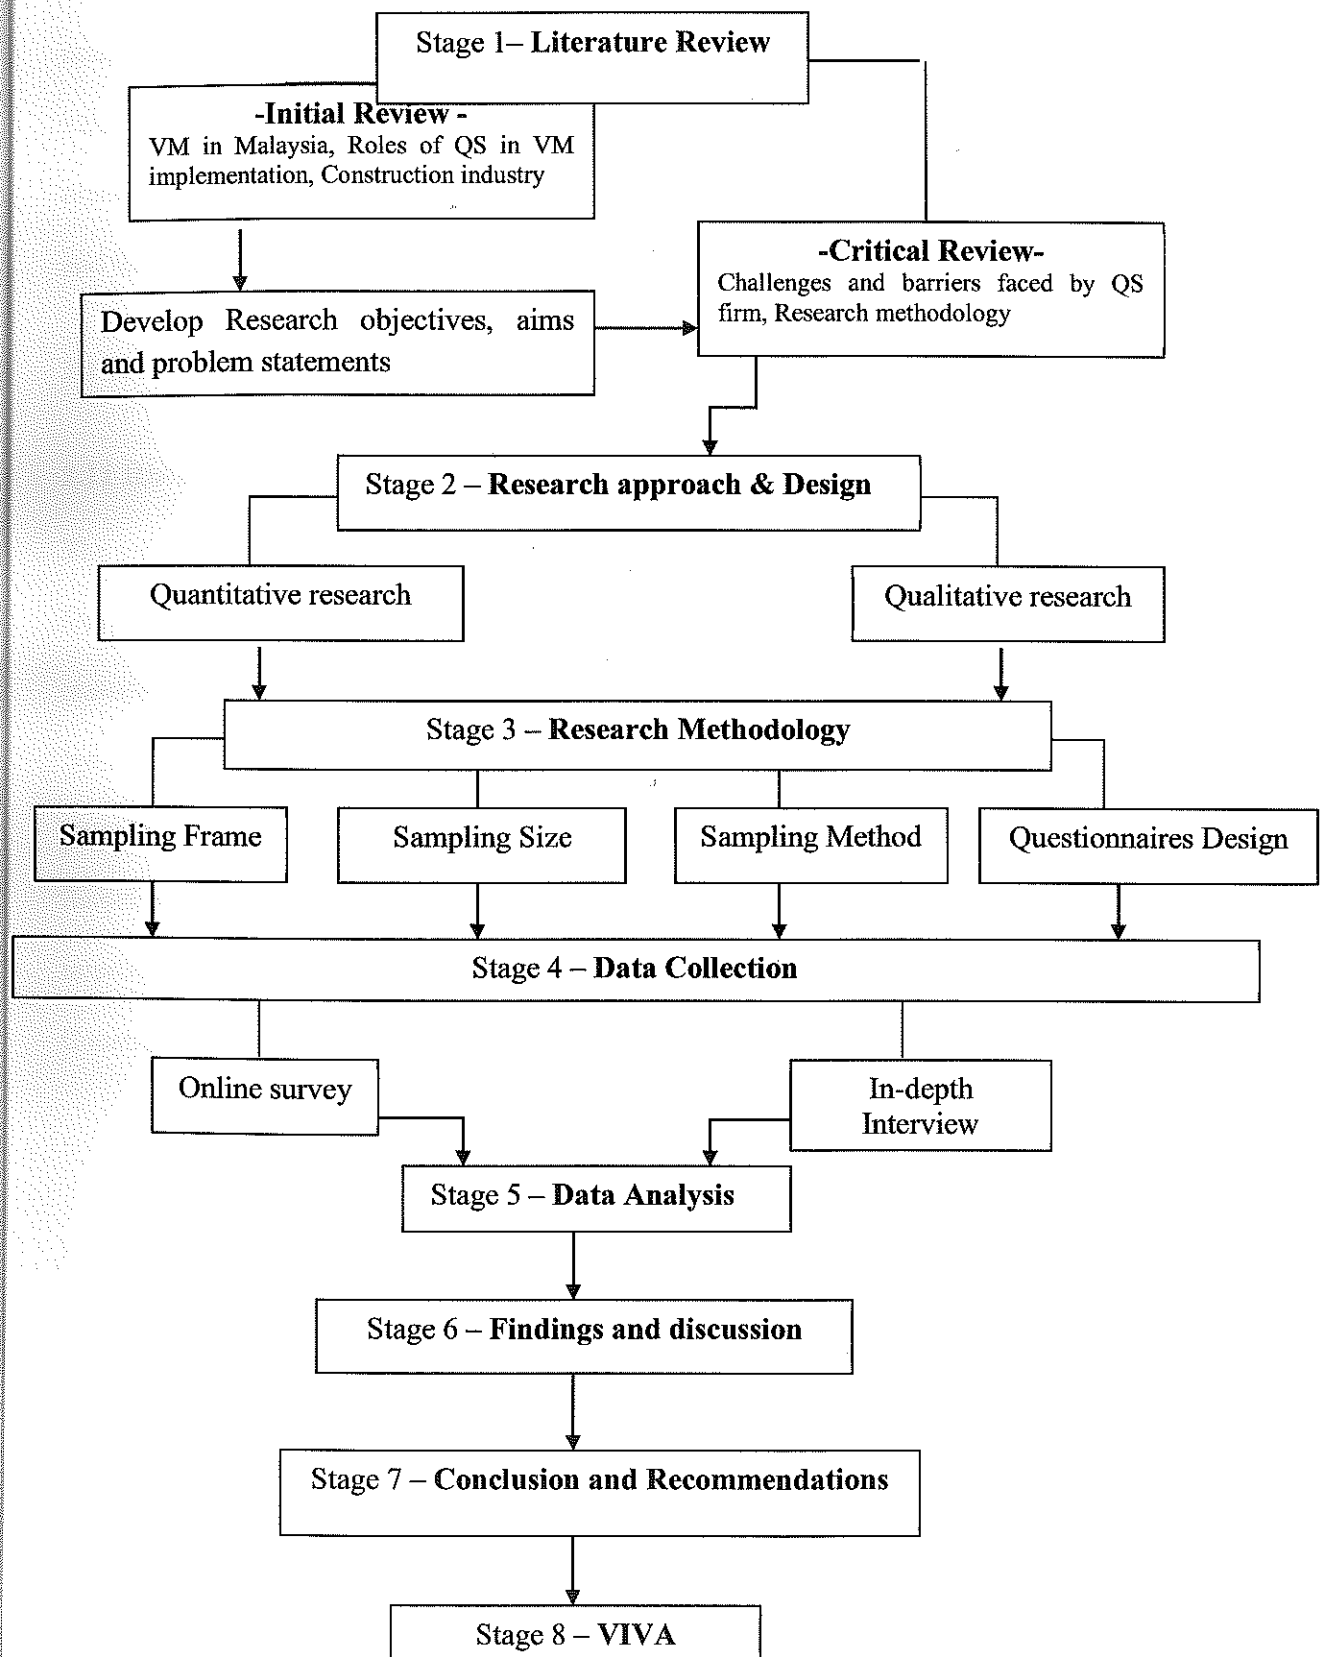 Stage 1– Literature Review
-Initial Review -
VM in Malaysia, Roles of QS in VM
implementation, Construction industry
-Critical Review-
Challenges and barriers faced by QS
firm, Research methodology
Develop Research objectives, aims
and problem statements
Stage 2 – Research approach & Design
Quantitative research
Qualitative research
Stage 3 – Research Methodology
Sampling Frame
Sampling Size
Sampling Method
Questionnaires Design
Stage 4 – Data Collection
Online survey
In-depth
Interview
Stage 5 – Data Analysis
Stage 6 – Findings and discussion
Stage 7 – Conclusion and Recommendations
Stage 8 – VIVA